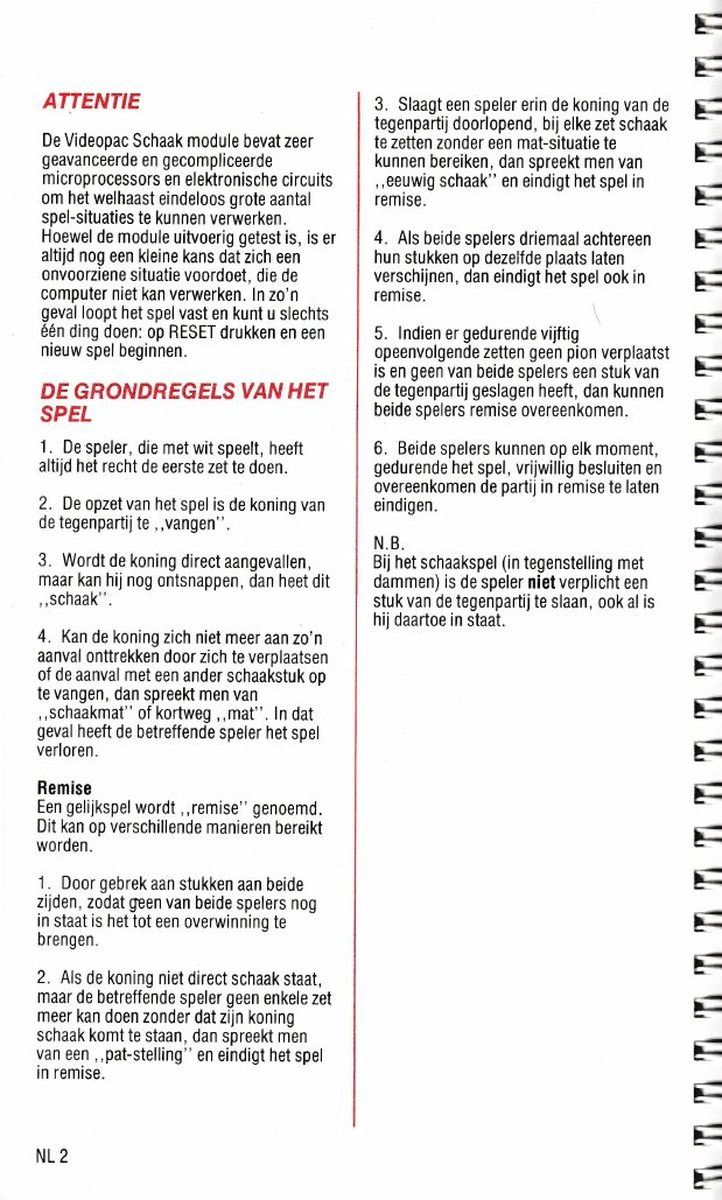 ATTENTIE
De Videopac Schaak module bevat zeer
geavanceerde en gecompliceerde
microprocessors en elektronische circuits
om het welhaast eindeloos grote aantal
spel-situaties te kunnen verwerken.
Hoewel de module uitvoerig getest is, is er
altijd nog een kleine kans dat zich een
onvoorziene situatie voordoet, die de
computer niet kan verwerken. In zo'n
geval loopt het spel vast en kunt u slechts
één ding doen: op RESET drukken en een
nieuw spel beginnen.
DE GRONDREGELS VAN HET
SPEL
1. De speler, die met wit speelt, heeft
altijd het recht de eerste zet te doen.
2. De opzet van het spel is de koning van
de tegenpartij te ,,vangen''.
3. Wordt de koning direct aangevallen,
maar kan hij nog ontsnappen, dan heet dit
,,schaak''.
4. Kan de koning zich niet meer aan zo'n
aanval onttrekken door zich te verplaatsen
of de aanval met een ander schaakstuk op
te vangen, dan spreekt men van
,,schaakmat'' of kortweg ,,mat''. In dat
geval heeft de betreffende speler het spel
verloren.
Remise
Een gelijkspel wordt ,,remise'' genoemd.
Dit kan op verschillende manieren bereikt
worden.
1. Door gebrek aan stukken aan beide
zijden, zodat geen van beide spelers nog
in staat is het tot een overwinning te
brengen.
2. Als de koning niet direct schaak staat,
maar de betreffende speler geen enkele zet
meer kan doen zonder dat zijn koning
schaak komt te staan, dan spreekt men
van een ,,pat-stelling'' en eindigt het spel
in remise.
3. Slaagt een speler erin de koning van de
tegenpartij doorlopend, bij elke zet schaak
te zetten zonder een mat-situatie te
kunnen bereiken, dan spreekt men van
,,eeuwig schaak'' en eindigt het spel in
remise.
4. Als beide spelers driemaal achtereen
hun stukken op dezelfde plaats laten
verschijnen, dan eindigt het spel ook in
remise.
5. Indien er gedurende vijftig
opeenvolgende zetten geen pion verplaatst
is en geen van beide spelers een stuk van
de tegenpartij geslagen heeft, dan kunnen
beide spelers remise overeenkomen.
6. Beide spelers kunnen op elk moment,
gedurende het spel, vrijwillig besluiten en
overeenkomen de partij in remise te laten
eindigen.
N.B.
Bij het schaakspel (in tegenstelling met
dammen) is de speler niet verplicht een
stuk van de tegenpartij te slaan, ook al is
hij daartoe in staat.
NL 2